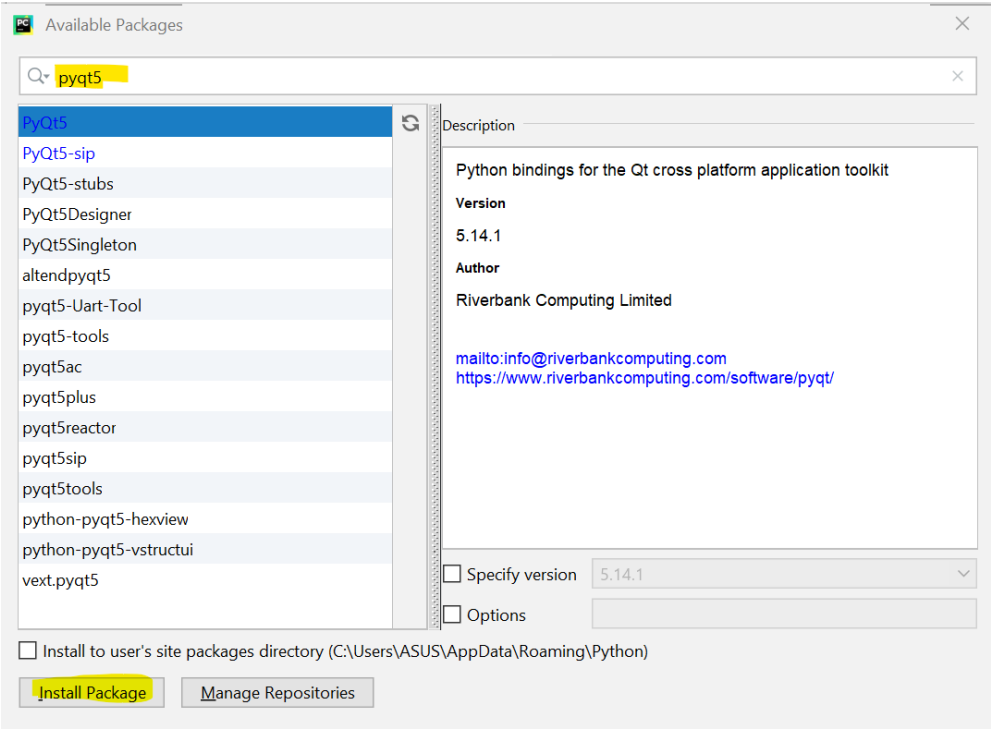 PC
Available Packages
pyqt5
PyQt5
PyQt5-sip
PyQt5-stubs
PyQt5Designer
PyQt5Singleton
altendpyqt5
pyqt5-Uart-Tool
pyqt5-tools
pyqt5ac
pyqt5plus
pyqt5reactor
pyqt5sip
pyqt5tools
python-pyqt5-hexview
python-pyqt5-vstructui
vext.pyqt5
Description
Python bindings for the Qt cross platform application toolkit
Version
5.14.1
Author
Riverbank Computing Limited
mailto:info@riverbankcomputing.com
https://www.riverbankcomputing.com/software/pyqt/
Specify version 5.14.1
Options
Install to user's site packages directory (C:\Users\ASUS\AppData\Roaming\Python)
Install Package Manage Repositories